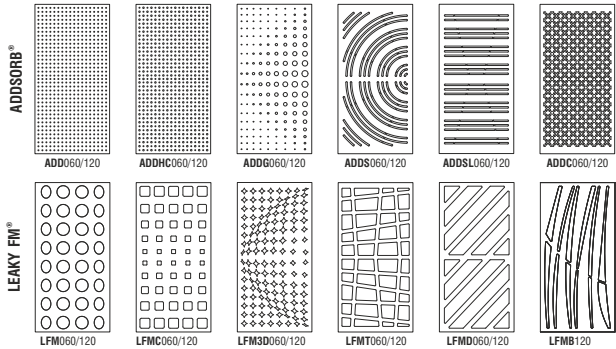 ADDSORB®
ADD060/120 ADDHC060/120 ADDG060/120 ADDS060/120 ADDSL060/120 ADDC060/120
LEAKY FM®
LFM060/120 LFMC060/120 LFM3D060/120 LFMT060/120 LFMD060/120 LFMB120